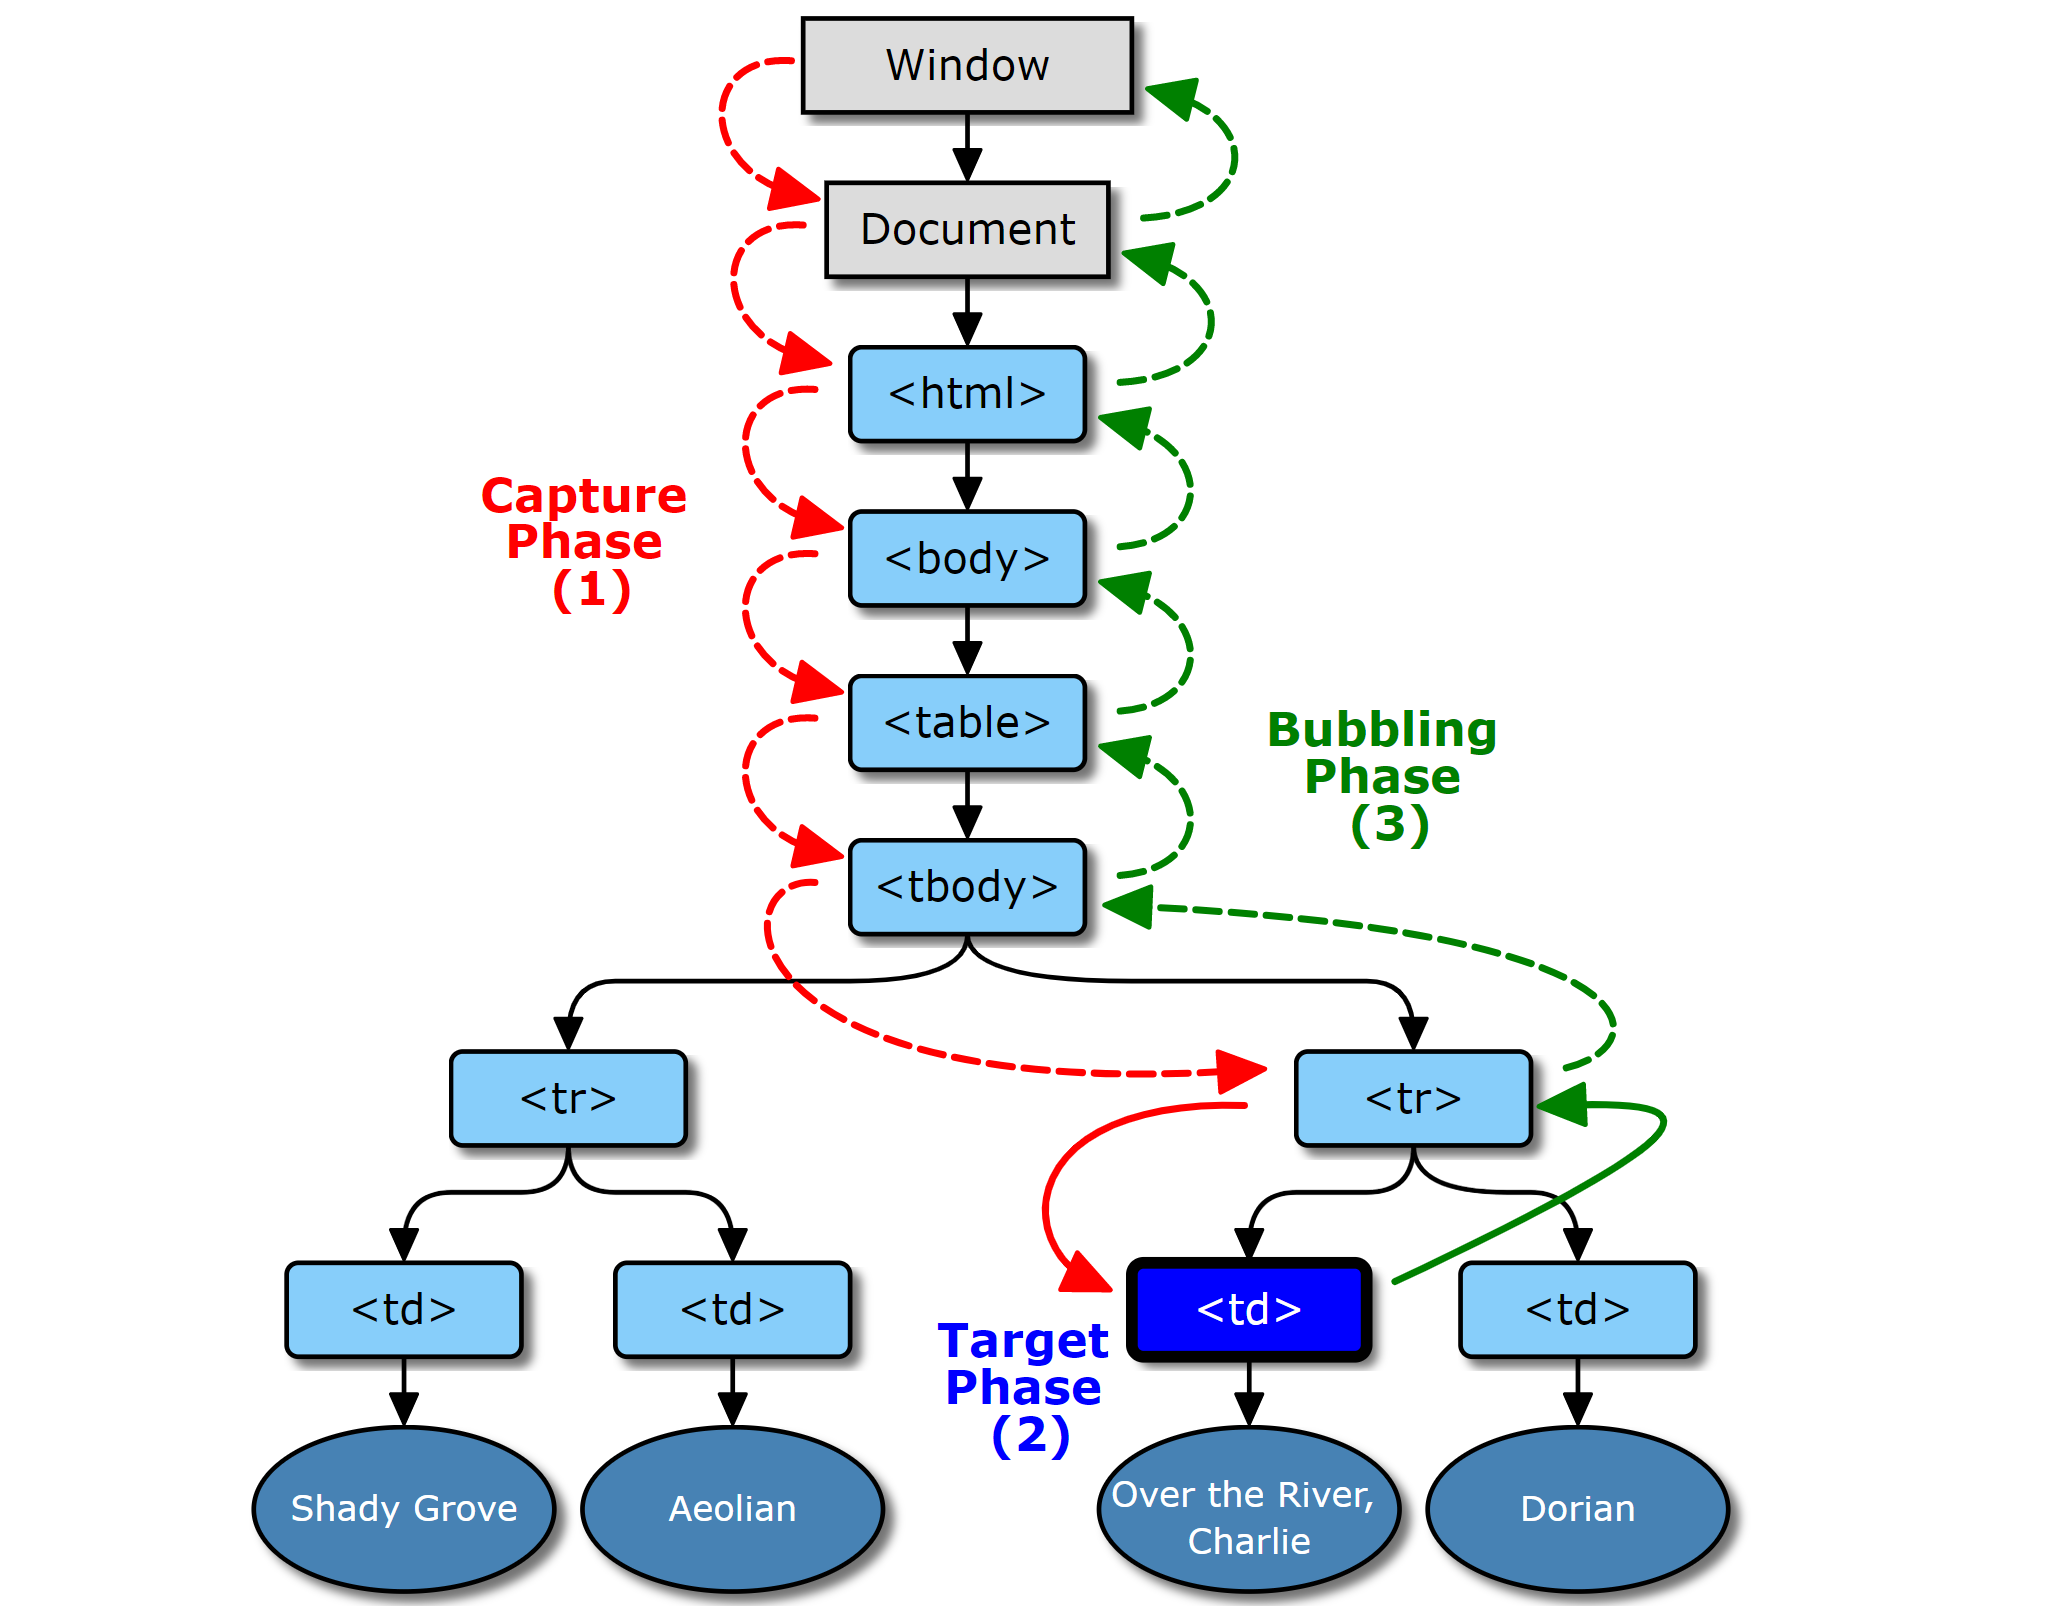 Window
Document
<html>
<body>
<table>
<tbody>
Capture
Phase
(1)
Bubbling
Phase
(3)
<tr>
<tr>
<td>
<td>
<td>
<td>
Target
Phase
(2)
Shady Grove
Aeolian
Over the River,
Charlie
Dorian